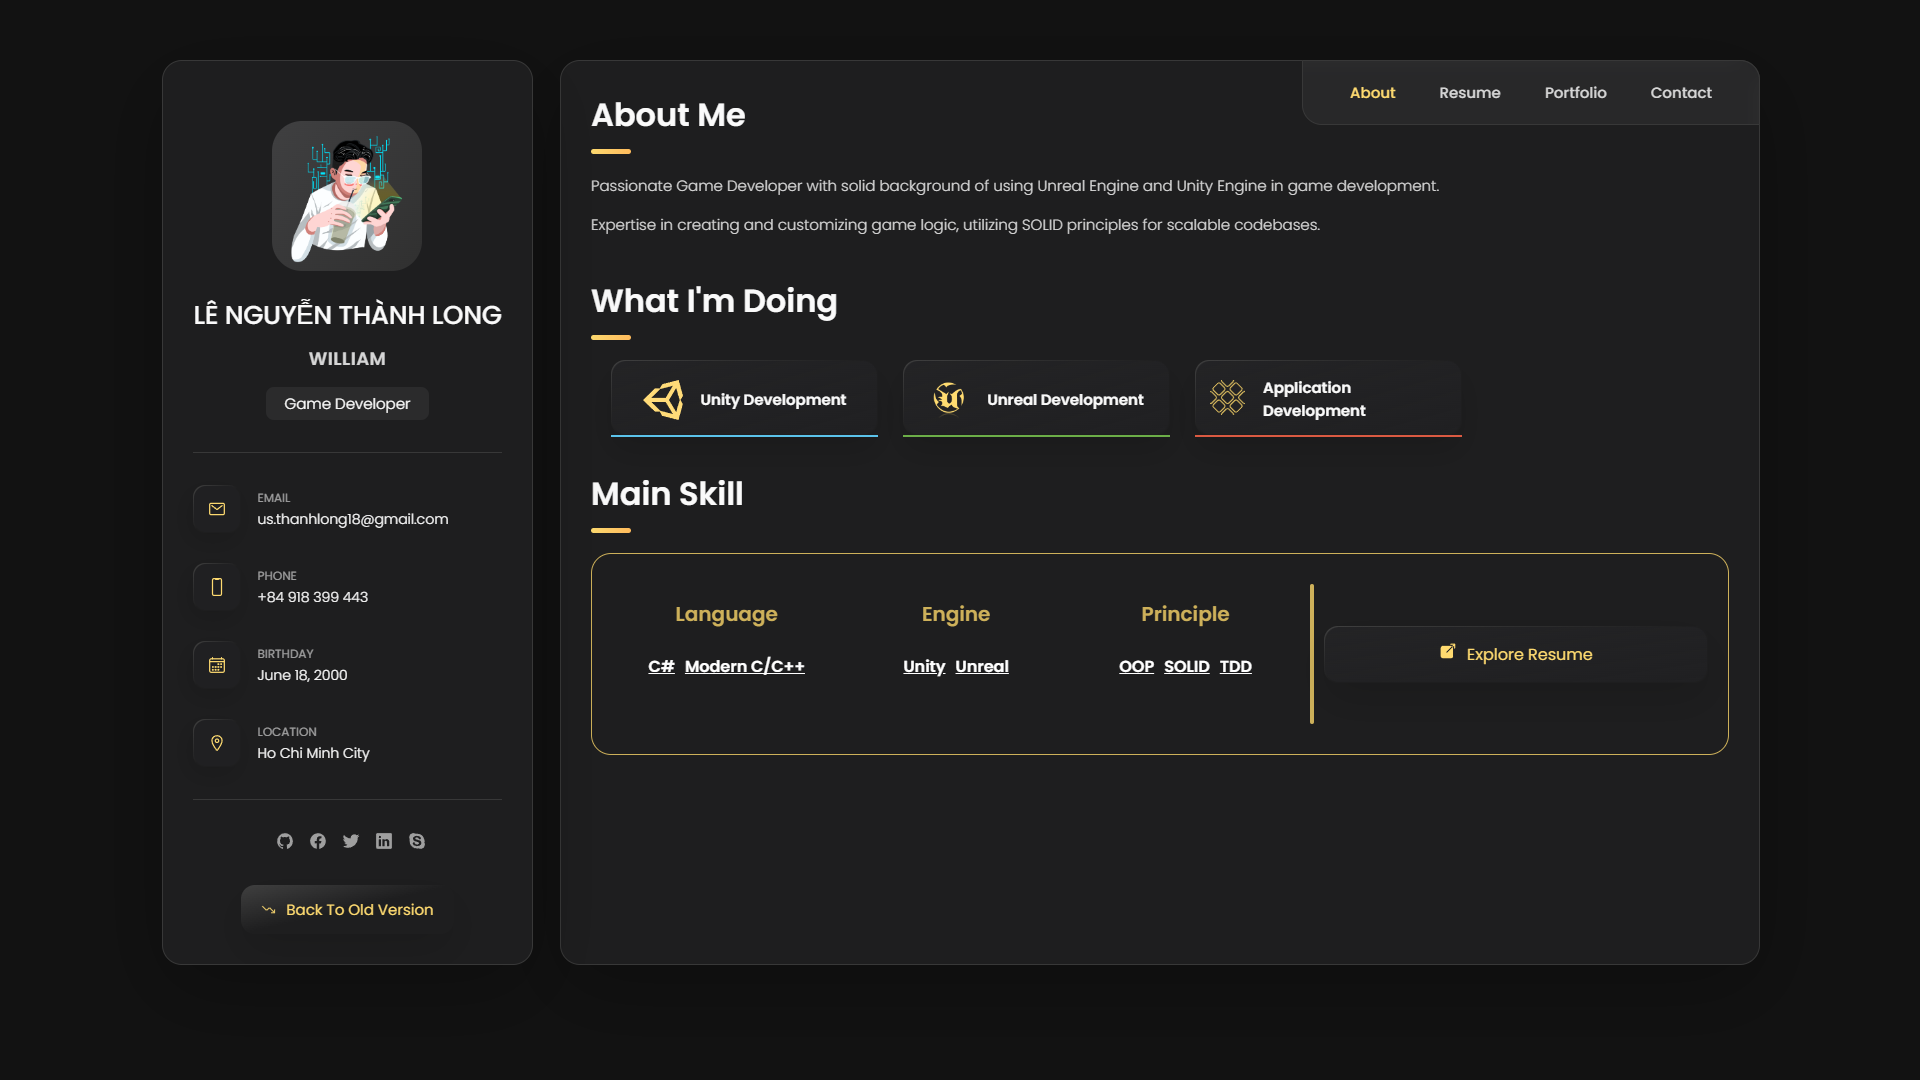 LÊ NGUYỄN THÀNH LONG
WILLIAM
Game Developer
EMAIL
us.thanhlong18@gmail.com
PHONE
+84 918 399 443
BIRTHDAY
June 18, 2000
LOCATION
Ho Chi Minh City
Back To Old Version
About Resume Portfolio Contact
About Me
Passionate Game Developer with solid background of using Unreal Engine and Unity Engine in game development.
Expertise in creating and customizing game logic, utilizing SOLID principles for scalable codebases.
What I'm Doing
Unity Development
Unreal Development
Application
Development
Main Skill
Language
C# Modern C/C++
Engine
Unity Unreal
Principle
OOP SOLID TDD
Explore Resume